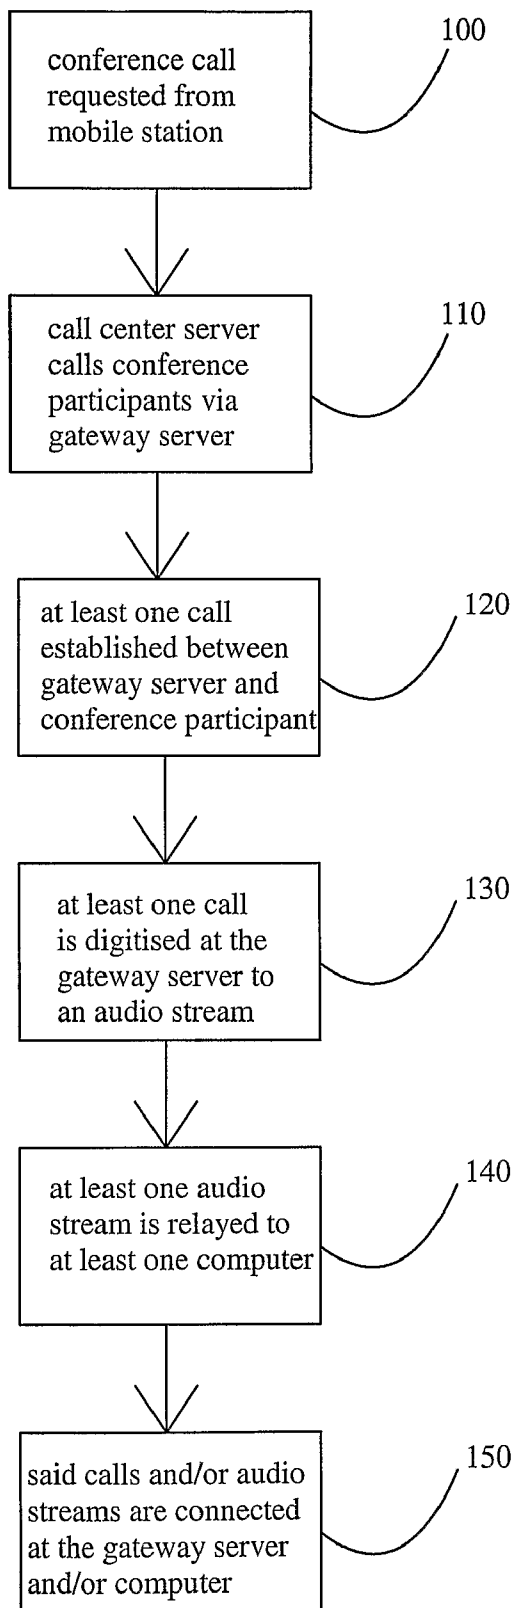 100
conference call
requested from
mobile station
110
call center server
calls conference
participants via
gateway server
120
at least one call
established between
gateway server and
conference participant
130
at least one call
is digitised at the
gateway server to
an audio stream
140
at least one audio
stream is relayed to
at least one computer
150
said calls and/or audio
streams are connected
at the gateway server
and/or computer